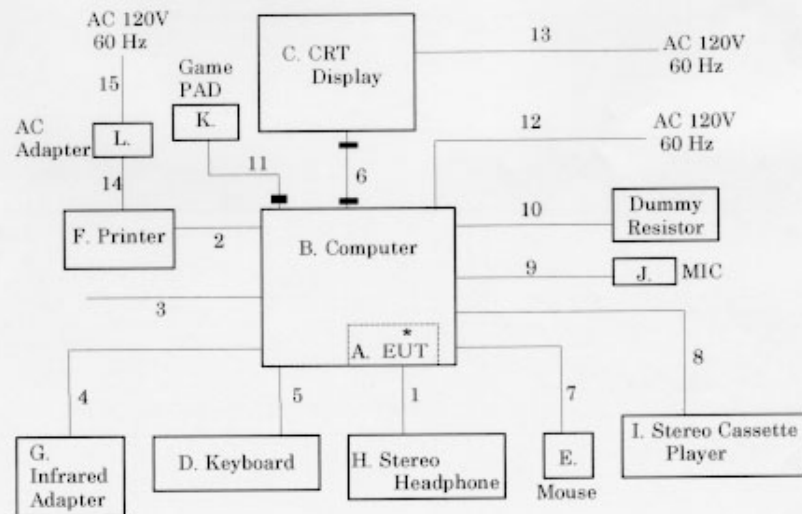 AC 120V
60 Hz
15
AC
Adapter
L.
14
F. Printer
2
Game
PAD
K.
11
C. CRT
Display
6
13
AC 120V
60 Hz
12
AC 120V
60 Hz
B. Computer
10
Dummy
Resistor
9
J.
MIC
3
*
A. EUT
4
5
1
7
8
G.
Infrared
Adapter
D. Keyboard
H. Stereo
Headphone
E.
Mouse
I. Stereo Cassette
Player